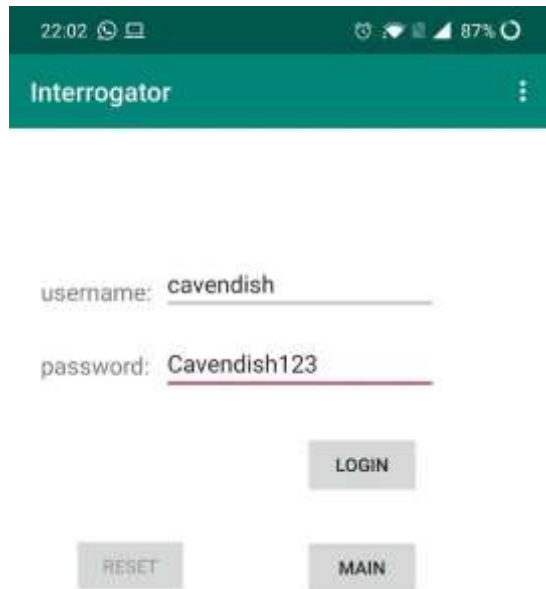 22:02 87%
Interrogator
username: cavendish
password: Cavendish123
LOGIN
RESET MAIN